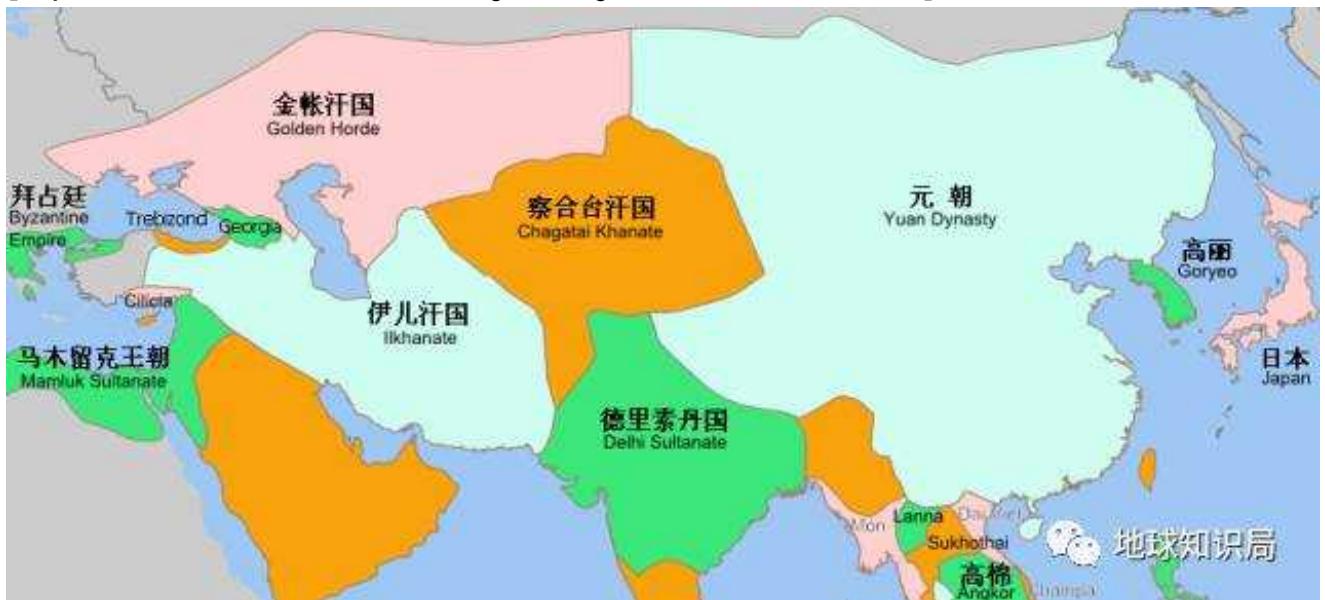 金帐汗国
Golden Horde
拜占廷
Byzantine
Empire
Trebizond
Georgia
察合台汗国
Chagatai Khanate
元 朝
Yuan Dynasty
高丽
Goryeo
Cilicia
伊儿汗国
Ilkhanate
马木留克王朝
Mamluk Sultanate
日本
Japan
德里素丹国
Delhi Sultanate
Mon
Lanna
Sukhothai
高棉
Angkor
Champa
地球知识局